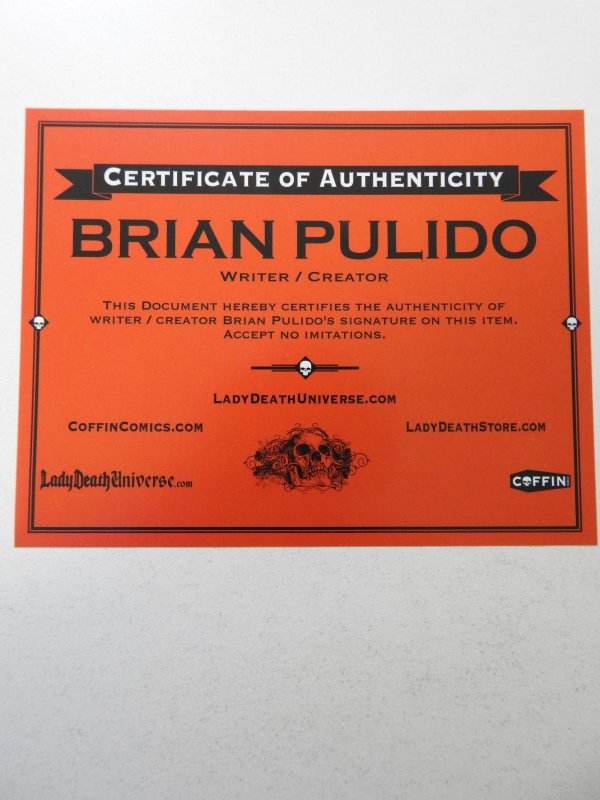 Certificate of Authenticity
BRIAN PULIDO
Writer / Creator
This Document hereby certifies the authenticity of
writer / creator Brian Pulido's signature on this item.
Accept no imitations.
LadyDeathUniverse.com
CoffinComics.com
LadyDeathStore.com
LadyDeathUniverse.com
COFFIN